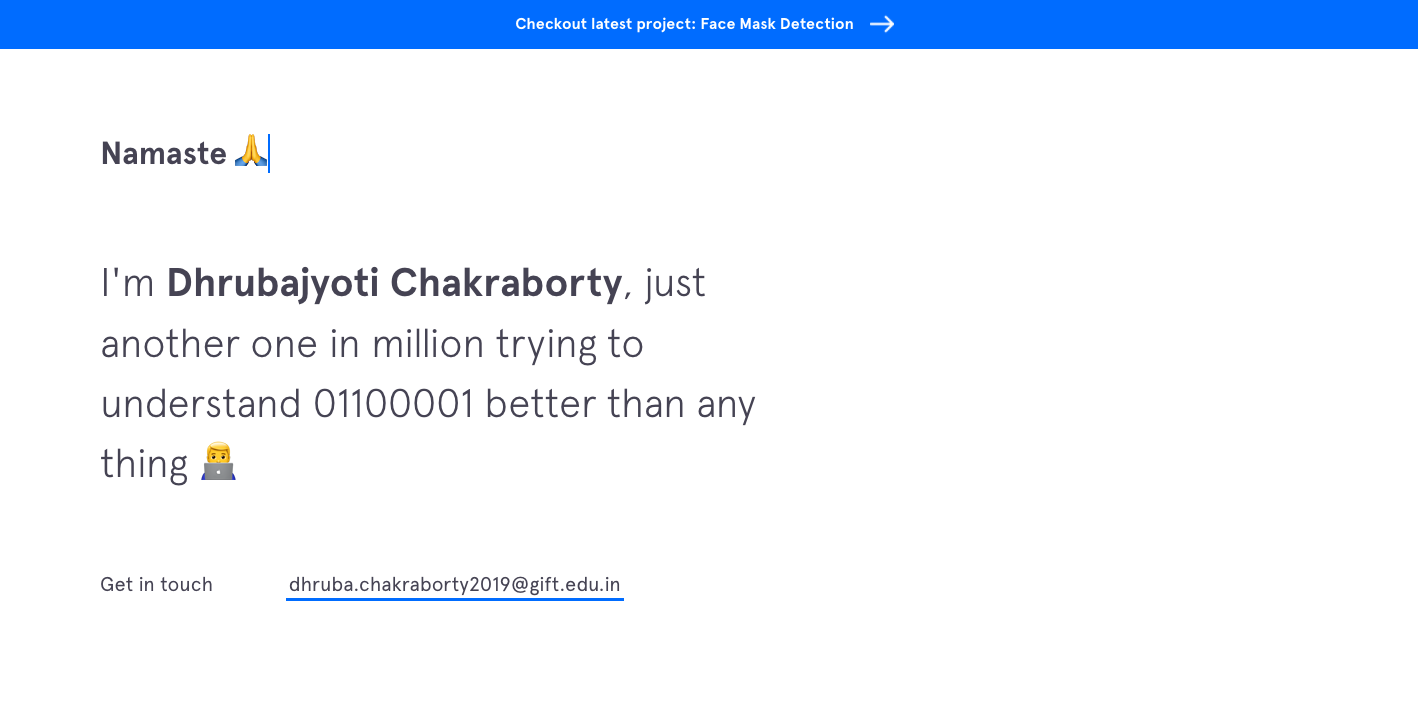 Checkout latest project: Face Mask Detection →
Namaste 🙏
I'm Dhrubajyoti Chakraborty, just
another one in million trying to
understand 01100001 better than any
thing 👨‍💻
Get in touch dhruba.chakraborty2019@gift.edu.in